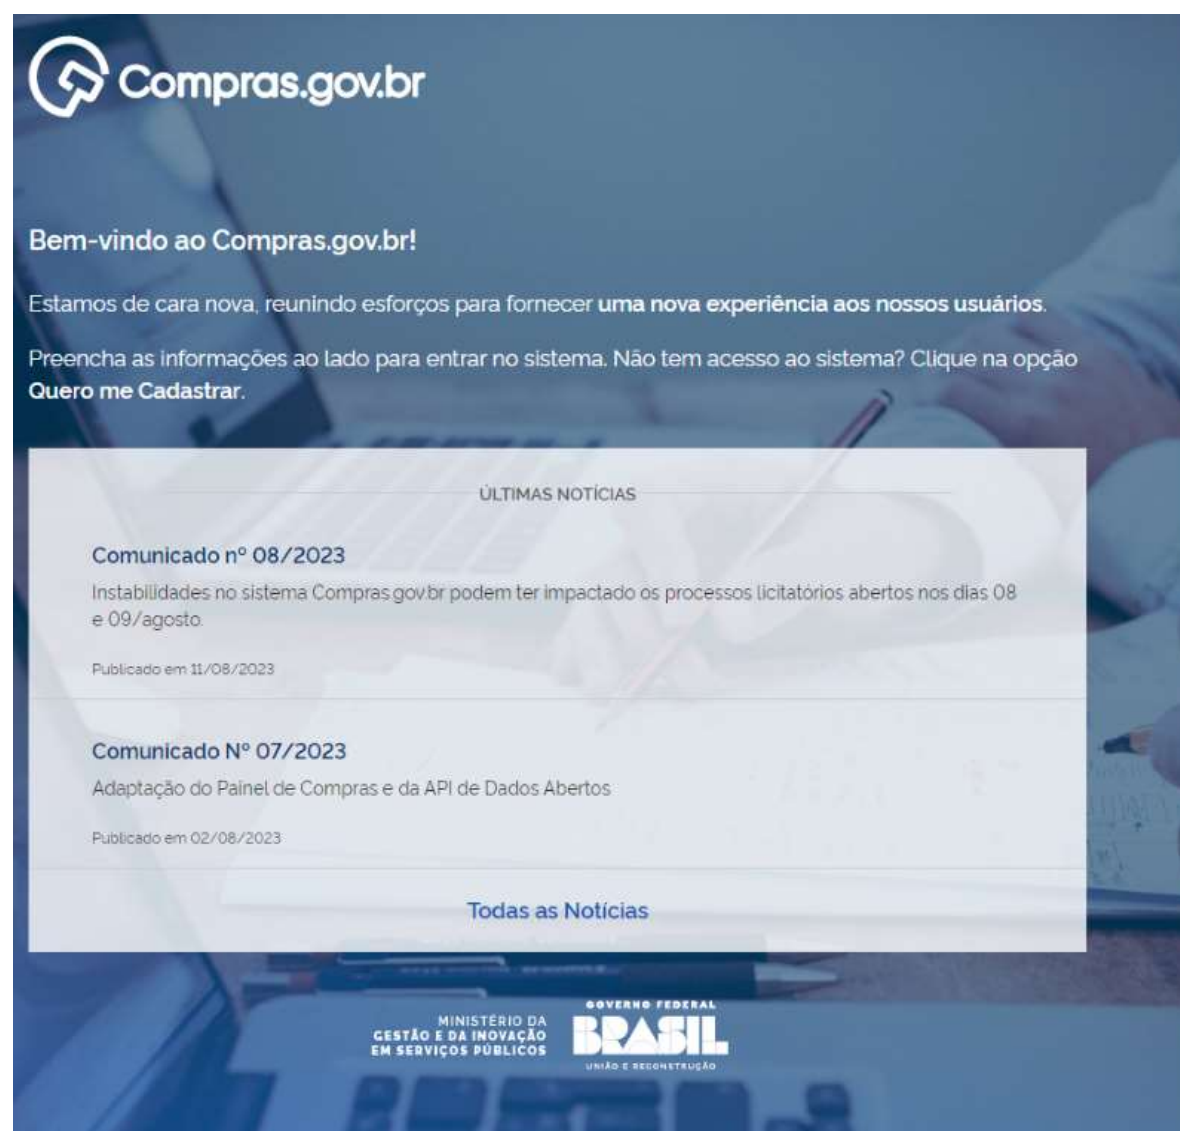 Compras.gov.br
Bem-vindo ao Compras.gov.br!
Estamos de cara nova, reunindo esforços para fornecer uma nova experiência aos nossos usuários.
Preencha as informações ao lado para entrar no sistema. Não tem acesso ao sistema? Clique na opção
Quero me Cadastrar.
ÚLTIMAS NOTÍCIAS
Comunicado nº 08/2023
Instabilidades no sistema Compras.gov.br podem ter impactado os processos licitatórios abertos nos dias 08
e 09/agosto.
Publicado em 11/08/2023
Comunicado Nº 07/2023
Adaptação do Painel de Compras e da API de Dados Abertos
Publicado em 02/08/2023
Todas as Notícias
MINISTÉRIO DA
GESTÃO E DA INOVAÇÃO
EM SERVIÇOS PÚBLICOS
GOVERNO FEDERAL
BRASIL
UNIÃO E RECONSTRUÇÃO